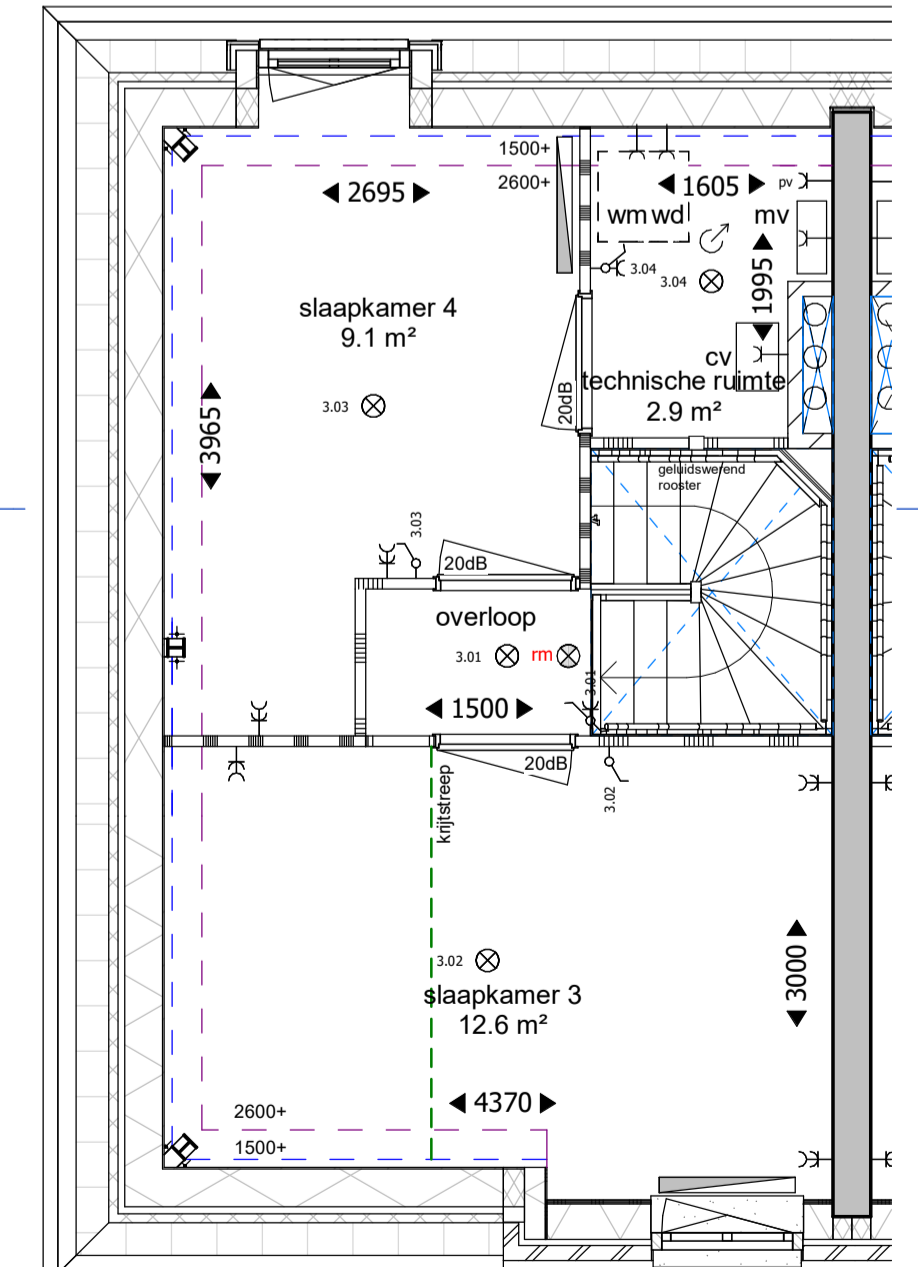 1500+
2600+
2695
1605
pv
wm wd
mv
3.04
3.04
1995
slaapkamer 4
9.1 m²
cv
technische ruimte
2.9 m²
20dB
3.03
3965
geluidswerend
rooster
3.03
20dB
overloop
3.01
rm
3.01
1500
20dB
3.02
krijtstreep
3.02
slaapkamer 3
12.6 m²
3000
4370
2600+
1500+